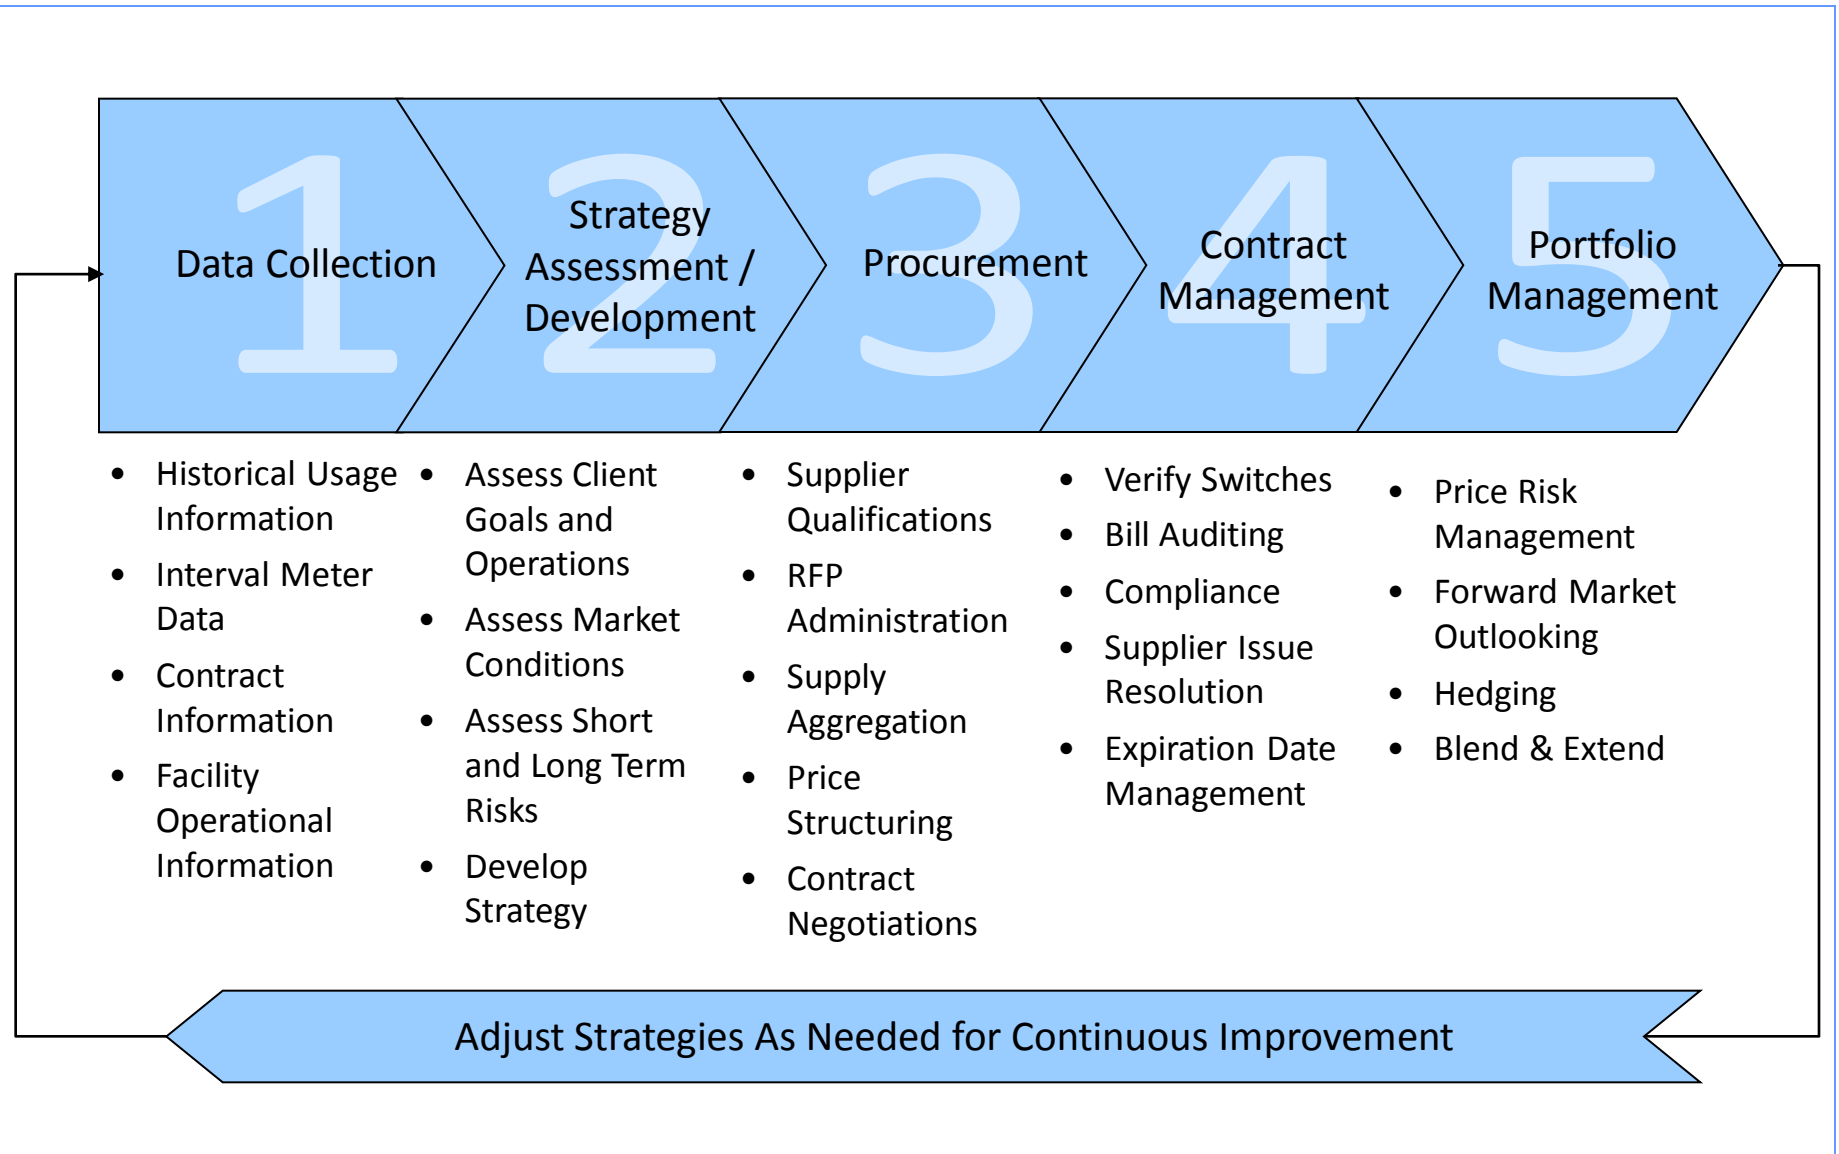 1
Data Collection
2
Strategy
Assessment /
Development
3
Procurement
4
Contract
Management
5
Portfolio
Management
• Historical Usage
Information
• Interval Meter
Data
• Contract
Information
• Facility
Operational
Information
• Assess Client
Goals and
Operations
• Assess Market
Conditions
• Assess Short
and Long Term
Risks
• Develop
Strategy
• Supplier
Qualifications
• RFP
Administration
• Supply
Aggregation
• Price
Structuring
• Contract
Negotiations
• Verify Switches
• Bill Auditing
• Compliance
• Supplier Issue
Resolution
• Expiration Date
Management
• Price Risk
Management
• Forward Market
Outlooking
• Hedging
• Blend & Extend
Adjust Strategies As Needed for Continuous Improvement